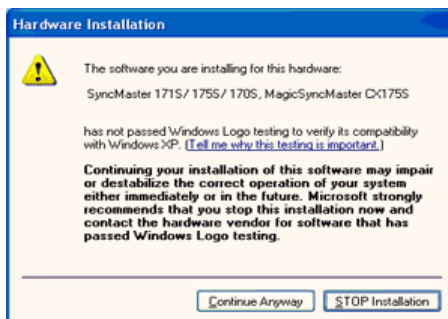 Hardware Installation
The software you are installing for this hardware:
SyncMaster 171S/ 175S/ 170S, MagicSyncMaster CX175S
has not passed Windows Logo testing to verify its compatibility
with Windows XP. (Tell me why this testing is important.)
Continuing your installation of this software may impair
or destabilize the correct operation of your system
either immediately or in the future. Microsoft strongly
recommends that you stop this installation now and
contact the hardware vendor for software that has
passed Windows Logo testing.
Continue Anyway
STOP Installation